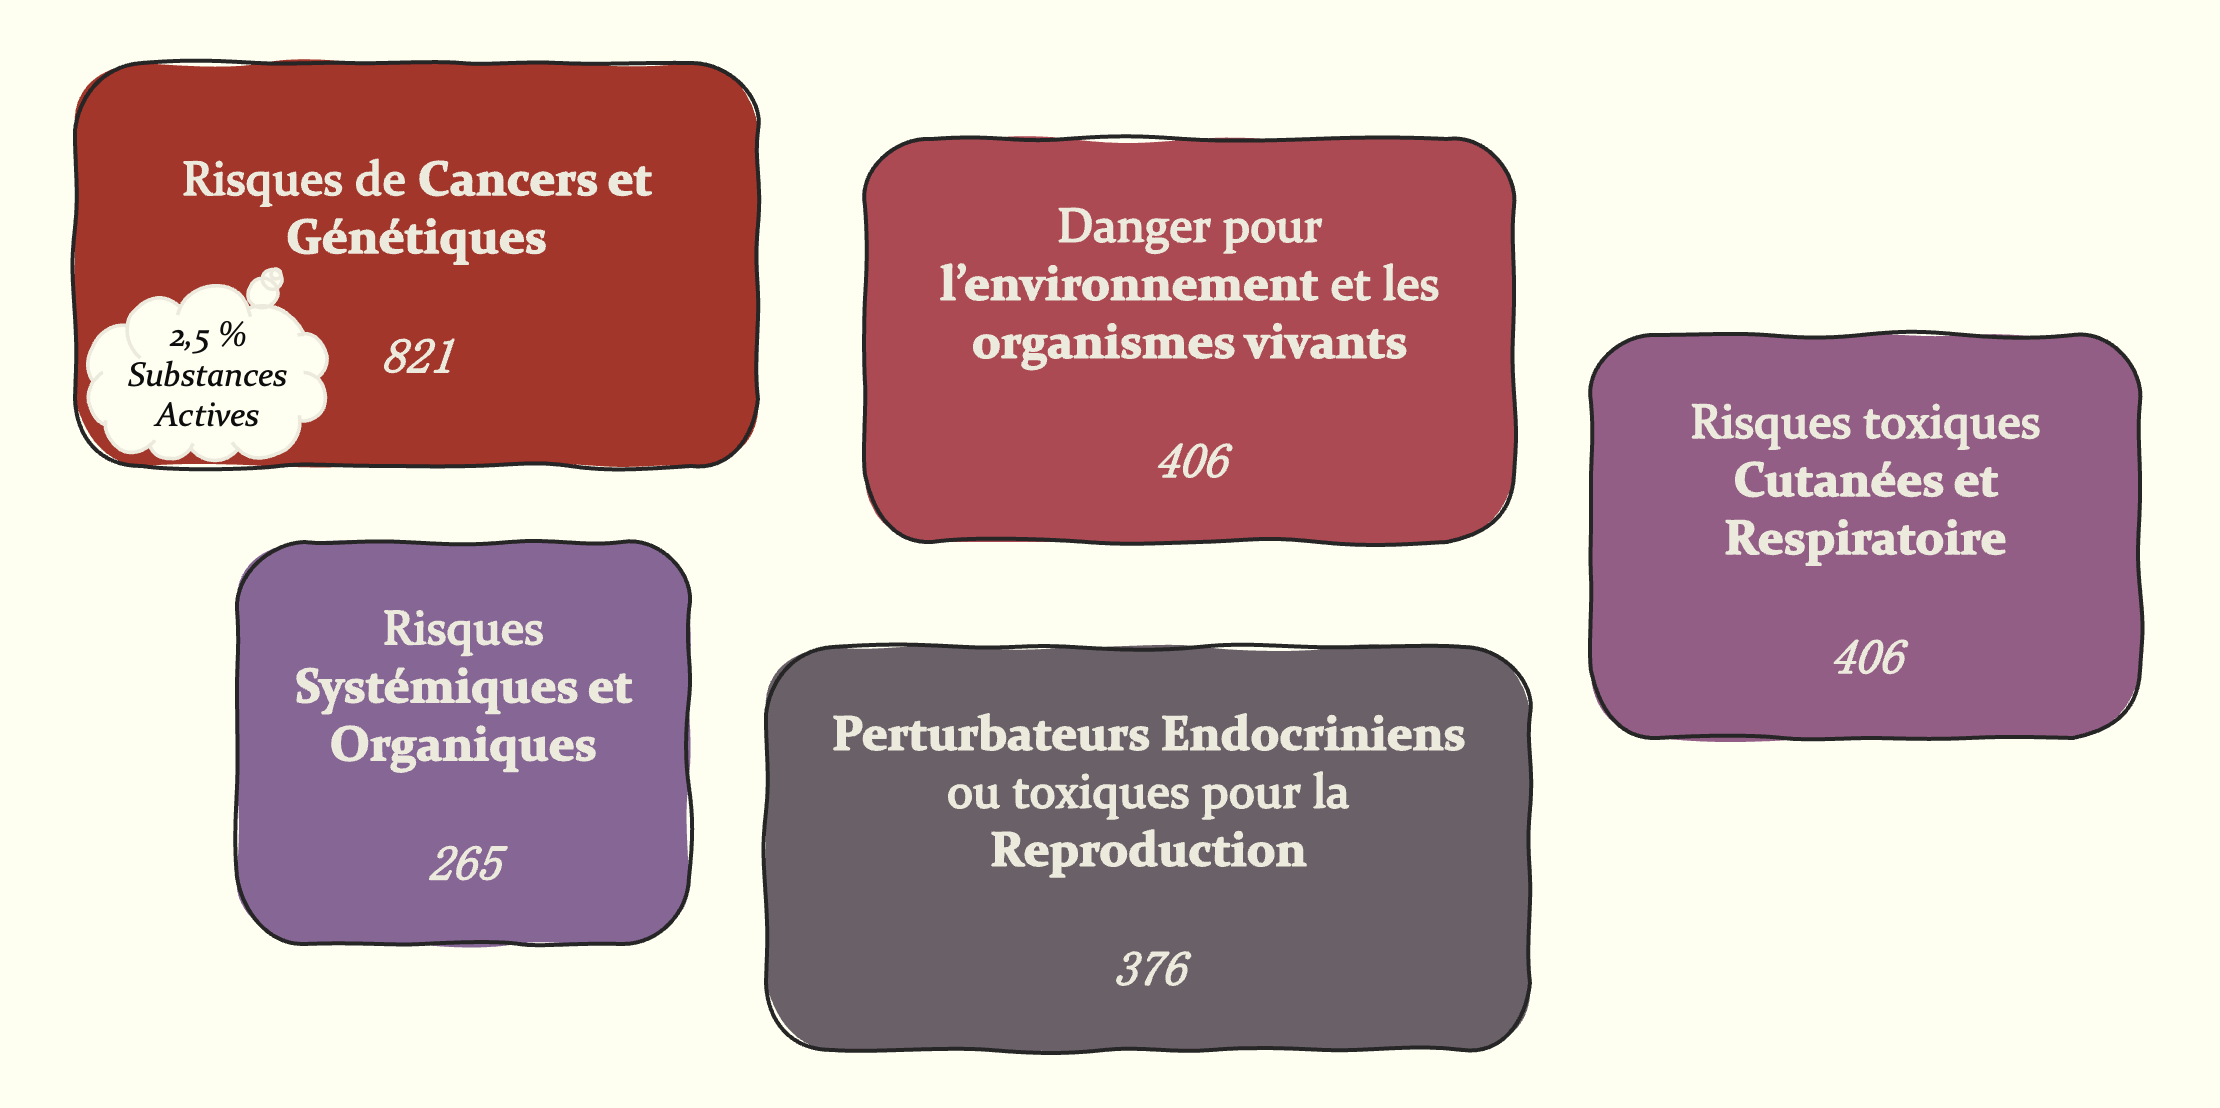 Risques de Cancers et
Génétiques
821
2,5 %
Substances
Actives
Danger pour
l’environnement et les
organismes vivants
406
Risques toxiques
Cutanées et
Respiratoire
406
Risques
Systémiques et
Organiques
265
Perturbateurs Endocriniens
ou toxiques pour la
Reproduction
376